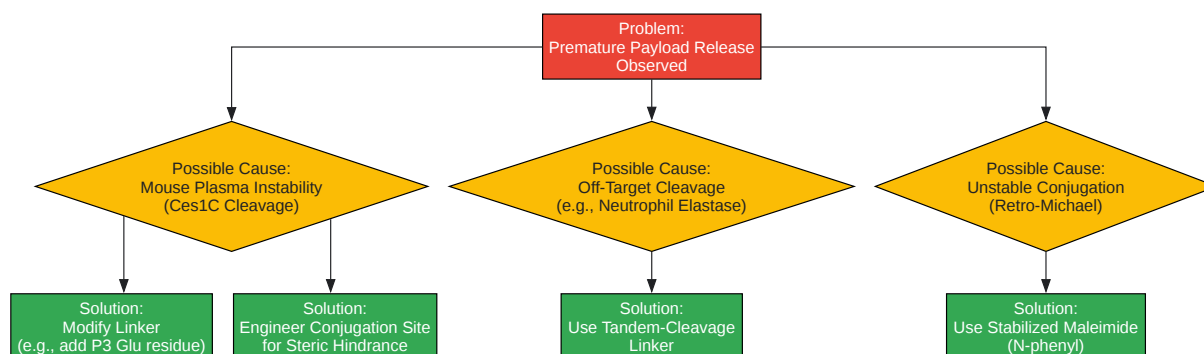 Problem:
Premature Payload Release
Observed
Possible Cause:
Mouse Plasma Instability
(Ces1C Cleavage)
Possible Cause:
Off-Target Cleavage
(e.g., Neutrophil Elastase)
Possible Cause:
Unstable Conjugation
(Retro-Michael)
Solution:
Modify Linker
(e.g., add P3 Glu residue)
Solution:
Engineer Conjugation Site
for Steric Hindrance
Solution:
Use Tandem-Cleavage
Linker
Solution:
Use Stabilized Maleimide
(N-phenyl)